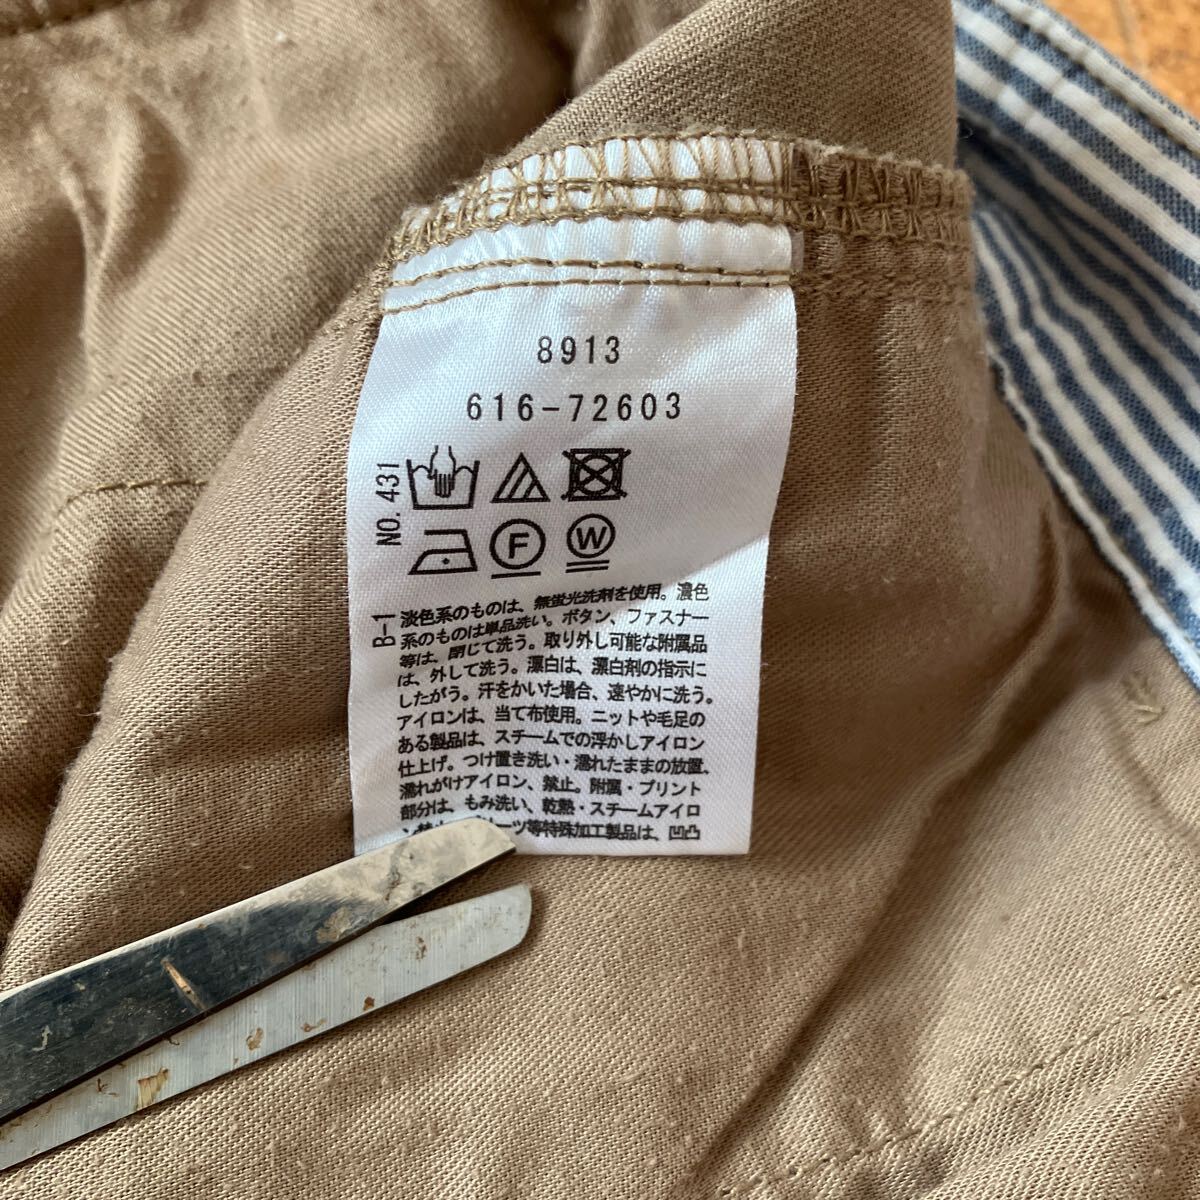 8913
616-72603
NO. 431
F
W
B-1
淡色系のものは、無蛍光洗剤を使用。濃色
系のものは単品洗い。ボタン、ファスナー
等は、閉じて洗う。取り外し可能な附属品
は、外して洗う。漂白は、漂白剤の指示に
したがう。汗をかいた場合、速やかに洗う。
アイロンは、当て布使用。ニットや毛足の
ある製品は、スチームでの浮かしアイロン
仕上げ。つけ置き洗い・濡れたままの放置、
濡れがけアイロン、禁止。附属・プリント
部分は、もみ洗い、乾熱・スチームアイロ
ーツ等特殊加工製品は、凹凸